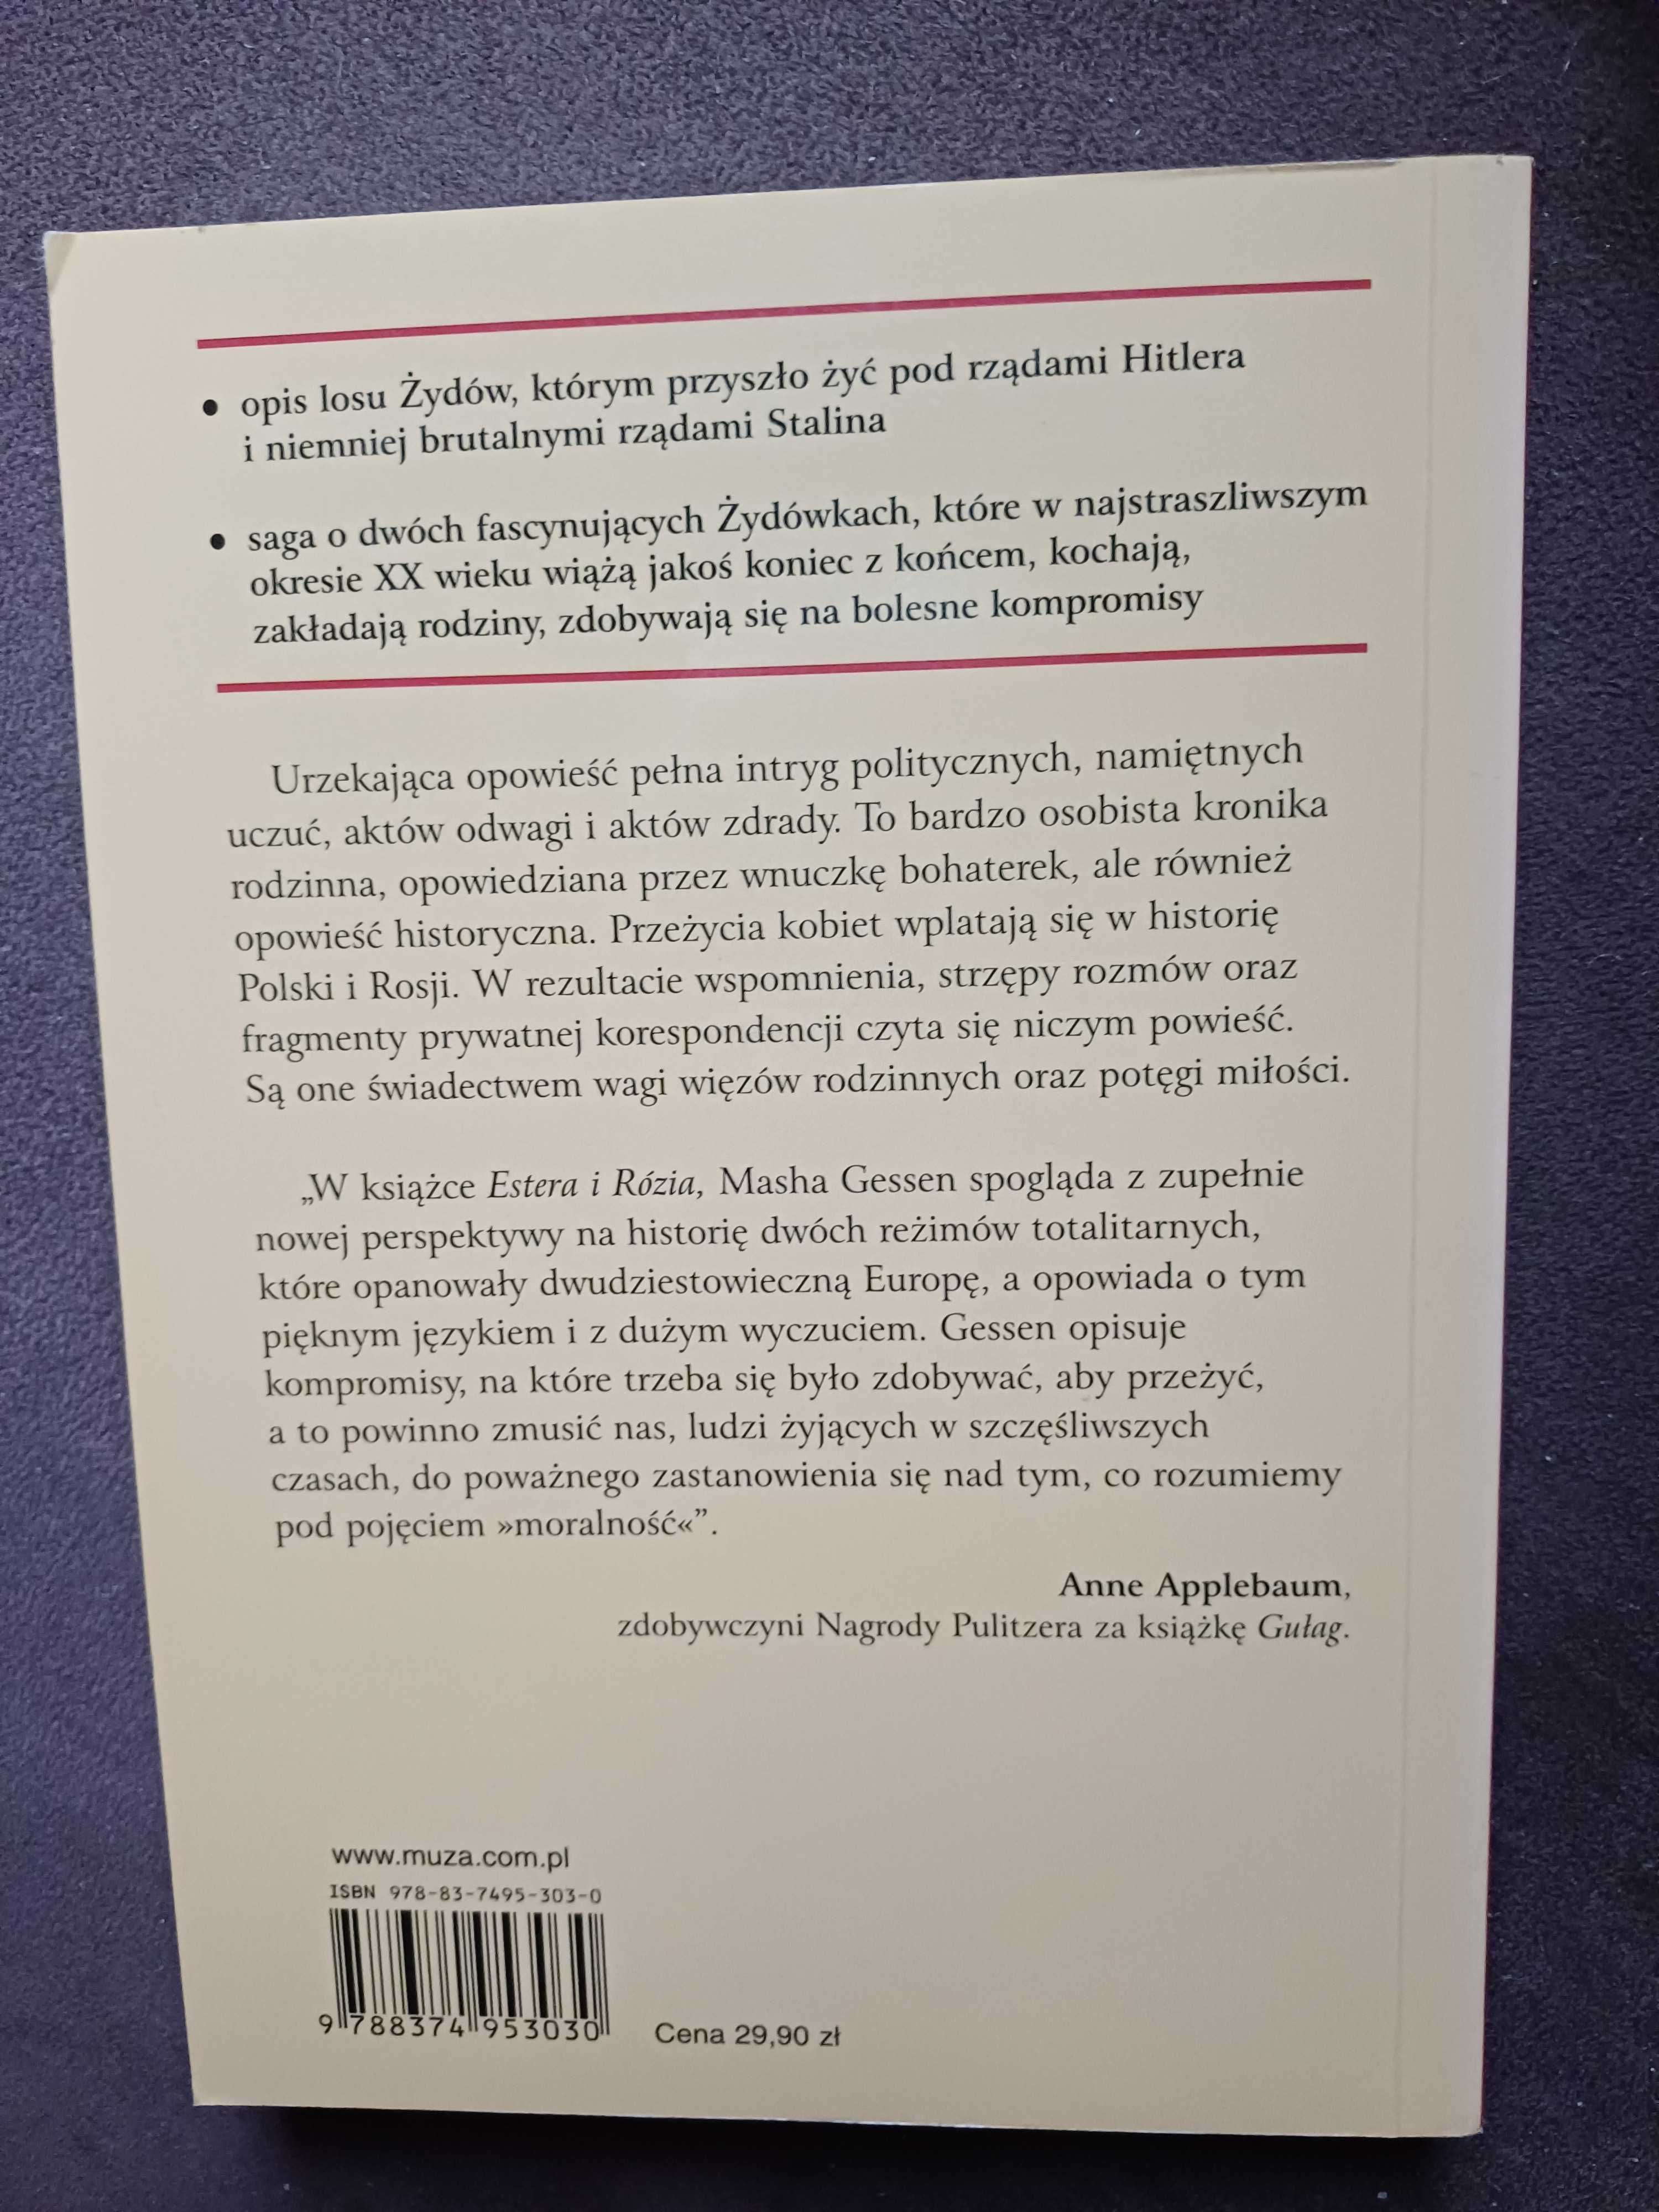 • opis losu Żydów, którym przyszło żyć pod rządami Hitlera
i niemniej brutalnymi rządami Stalina
• saga o dwóch fascynujących Żydówkach, które w najstraszliwszym
okresie XX wieku wiążą jakoś koniec z końcem, kochają,
zakładają rodziny, zdobywają się na bolesne kompromisy
Urzekająca opowieść pełna intryg politycznych, namiętnych
uczuć, aktów odwagi i aktów zdrady. To bardzo osobista kronika
rodzinna, opowiedziana przez wnuczkę bohaterek, ale również
opowieść historyczna. Przeżycia kobiet wplatają się w historię
Polski i Rosji. W rezultacie wspomnienia, strzępy rozmów oraz
fragmenty prywatnej korespondencji czyta się niczym powieść.
Są one świadectwem wagi więzów rodzinnych oraz potęgi miłości.
„W książce Estera i Rózia, Masha Gessen spogląda z zupełnie
nowej perspektywy na historię dwóch reżimów totalitarnych,
które opanowały dwudziestowieczną Europę, a opowiada o tym
pięknym językiem i z dużym wyczuciem. Gessen opisuje
kompromisy, na które trzeba się było zdobywać, aby przeżyć,
a to powinno zmusić nas, ludzi żyjących w szczęśliwszych
czasach, do poważnego zastanowienia się nad tym, co rozumiemy
pod pojęciem »moralność«”.
Anne Applebaum,
zdobywczyni Nagrody Pulitzera za książkę Gułag.
www.muza.com.pl
ISBN 978-83-7495-303-0
9 788374 953030
Cena 29,90 zł